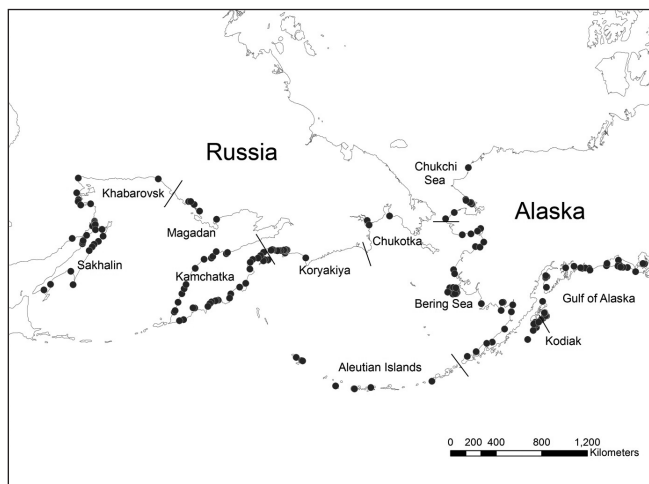 Russia
Chukchi
Sea
Khabarovsk
Alaska
Magadan
Chukotka
Sakhalin
Kamchatka
Koryakiya
Bering Sea
Gulf of Alaska
Kodiak
Aleutian Islands
0 200 400 800 1,200
Kilometers